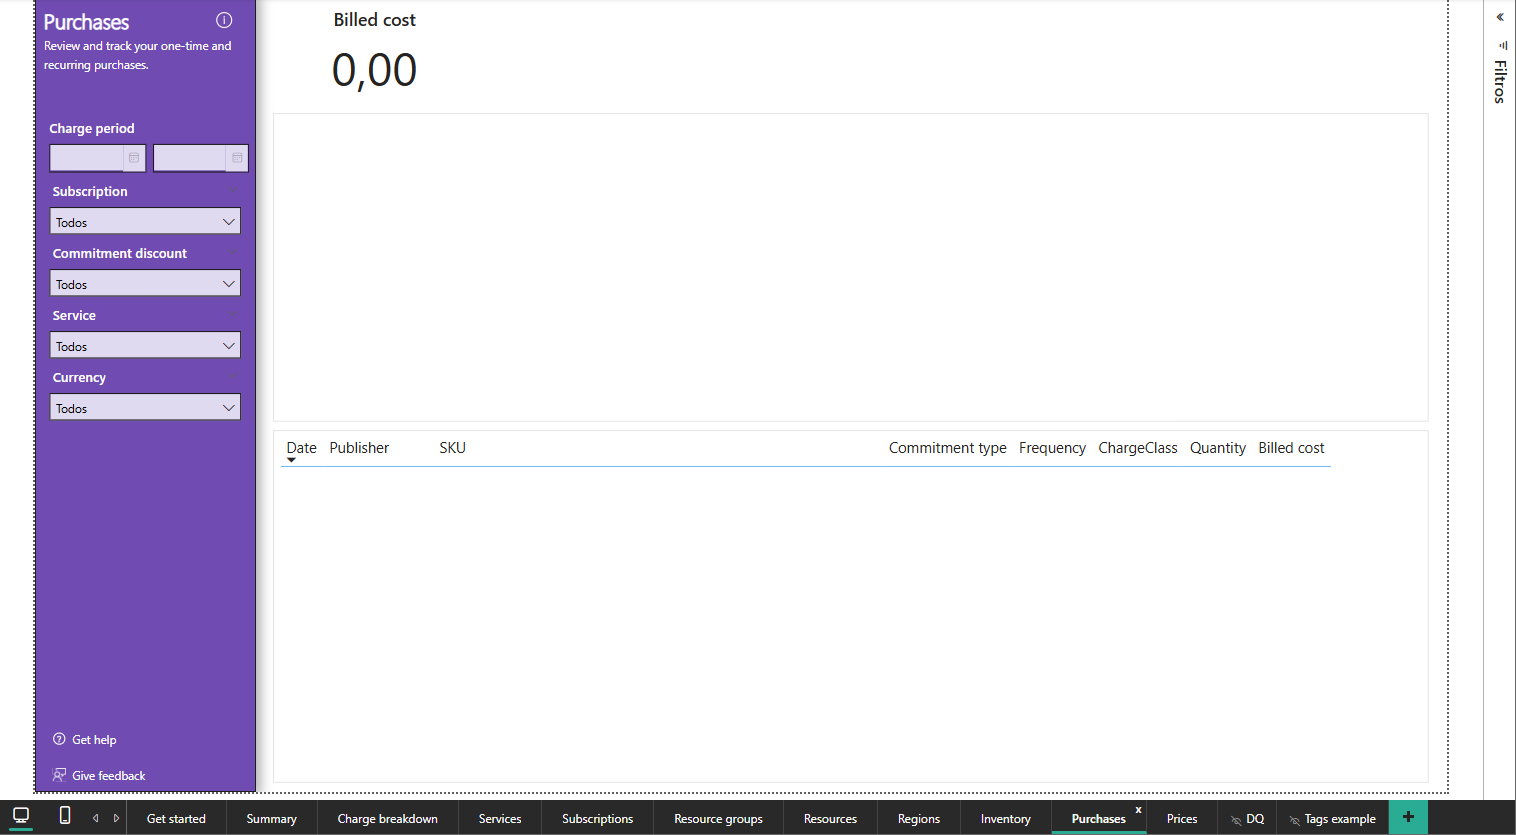 Purchases
Review and track your one-time and
recurring purchases.
Charge period
Subscription
Todos
Commitment discount
Todos
Service
Todos
Currency
Todos
Get help
Give feedback
Billed cost
0,00
Date Publisher SKU Commitment type Frequency ChargeClass Quantity Billed cost
Filtros
Get started Summary Charge breakdown Services Subscriptions Resource groups Resources Regions Inventory Purchases x Prices DQ Tags example +